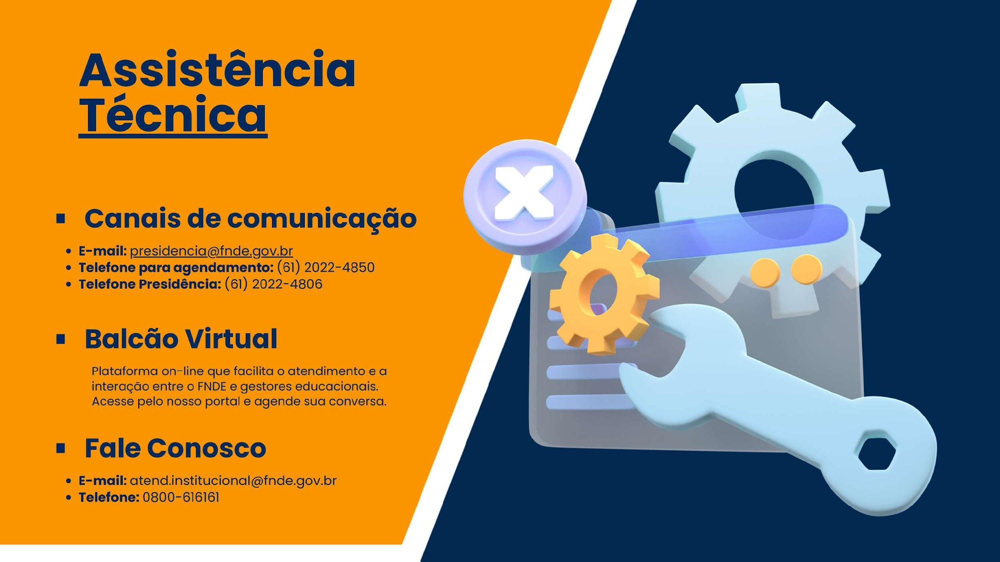 Assistência
Técnica
▪ Canais de comunicação
• E-mail: presidencia@fnde.gov.br
• Telefone para agendamento: (61) 2022-4850
• Telefone Presidência: (61) 2022-4806
▪ Balcão Virtual
Plataforma on-line que facilita o atendimento e a
interação entre o FNDE e gestores educacionais.
Acesse pelo nosso portal e agende sua conversa.
▪ Fale Conosco
• E-mail: atend.institucional@fnde.gov.br
• Telefone: 0800-616161